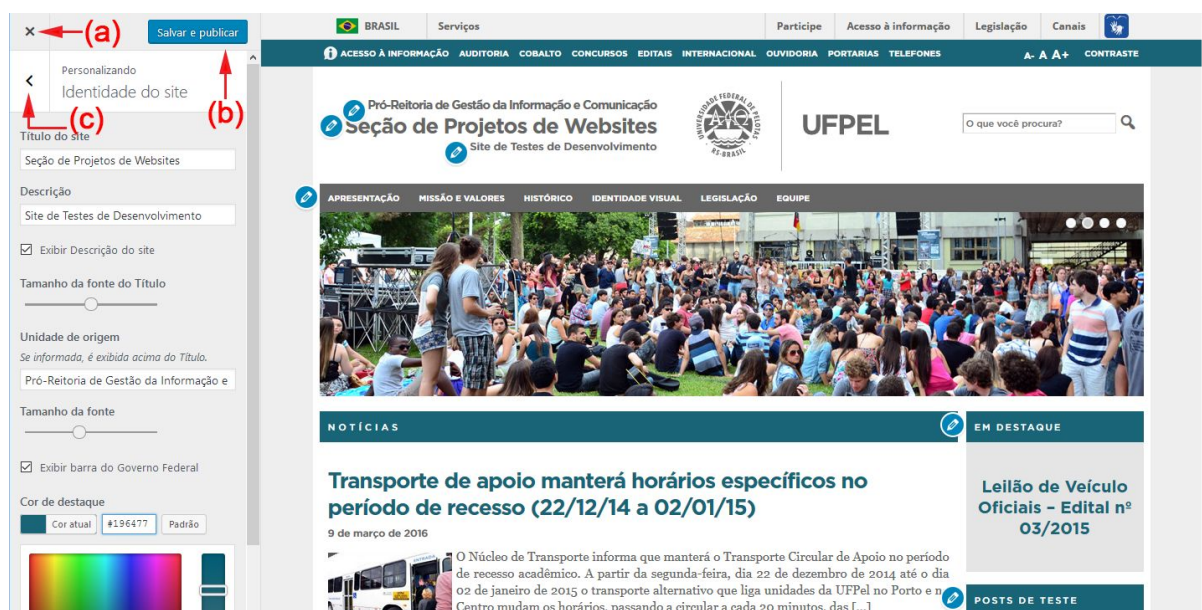 (a)
Salvar e publicar
Personalizando
Identidade do site
(b)
(c)
Título do site
Seção de Projetos de Websites
Descrição
Site de Testes de Desenvolvimento
Exibir Descrição do site
Tamanho da fonte do Título
Unidade de origem
Se informada, é exibida acima do Título.
Pró-Reitoria de Gestão da Informação e
Tamanho da fonte
Exibir barra do Governo Federal
Cor de destaque
Cor atual #196477 Padrão
BRASIL Serviços Participe Acesso à informação Legislação Canais
ACESSO À INFORMAÇÃO AUDITORIA COBALTO CONCURSOS EDITAIS INTERNACIONAL OUVIDORIA PORTARIAS TELEFONES A- A A+ CONTRASTE
Pró-Reitoria de Gestão da Informação e Comunicação
Seção de Projetos de Websites
Site de Testes de Desenvolvimento
UNIVERSIDADE FEDERAL DE PELOTAS
RS-BRASIL
UFPEL
O que você procura?
APRESENTAÇÃO MISSÃO E VALORES HISTÓRICO IDENTIDADE VISUAL LEGISLAÇÃO EQUIPE
NOTÍCIAS
Transporte de apoio manterá horários específicos no
período de recesso (22/12/14 a 02/01/15)
9 de março de 2016
O Núcleo de Transporte informa que manterá o Transporte Circular de Apoio no período
de recesso acadêmico. A partir da segunda-feira, dia 22 de dezembro de 2014 até o dia
02 de janeiro de 2015 o transporte alternativo que liga unidades da UFPel no Porto e n
Centro mudam os horários, passando a circular a cada 20 minutos, das [...]
EM DESTAQUE
Leilão de Veículo
Oficiais – Edital nº
03/2015
POSTS DE TESTE